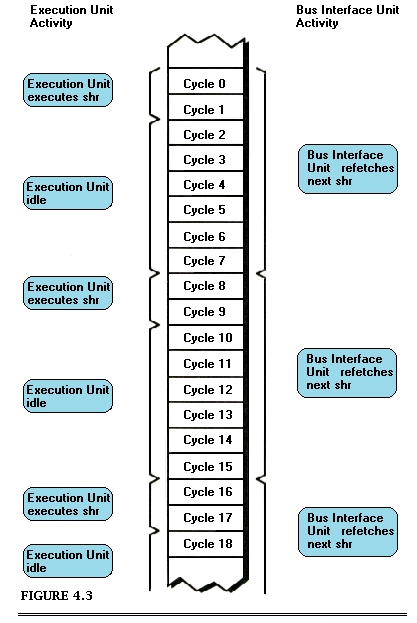 Execution Unit
Activity
Bus Interface Unit
Activity
Execution Unit
executes shr
Cycle 0
Cycle 1
Cycle 2
Cycle 3
Bus Interface
Unit refetches
next shr
Execution Unit
idle
Cycle 4
Cycle 5
Cycle 6
Cycle 7
Execution Unit
executes shr
Cycle 8
Cycle 9
Cycle 10
Cycle 11
Bus Interface
Unit refetches
next shr
Execution Unit
idle
Cycle 12
Cycle 13
Cycle 14
Cycle 15
Execution Unit
executes shr
Cycle 16
Cycle 17
Bus Interface
Unit refetches
next shr
Cycle 18
Execution Unit
idle
FIGURE 4.3